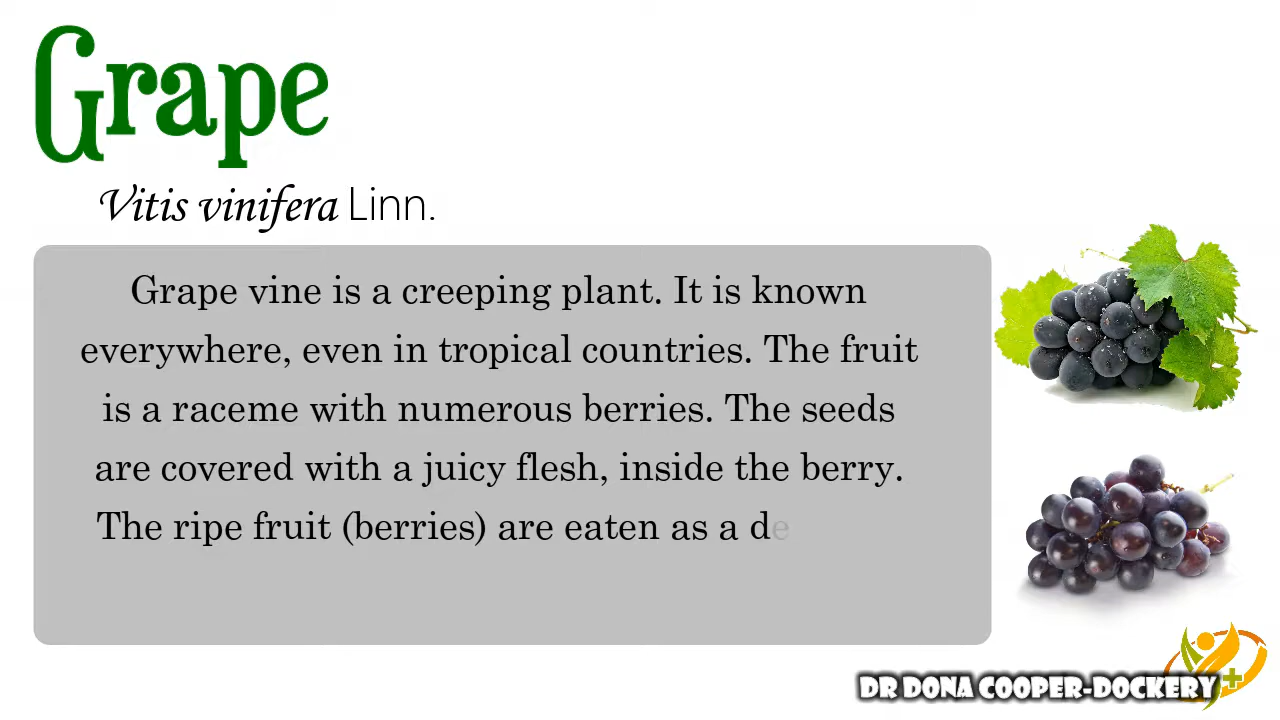 Grape
Vitis vinifera Linn.
Grape vine is a creeping plant. It is known
everywhere, even in tropical countries. The fruit
is a raceme with numerous berries. The seeds
are covered with a juicy flesh, inside the berry.
The ripe fruit (berries) are eaten as a de
DR DONA COOPER-DOCKERY